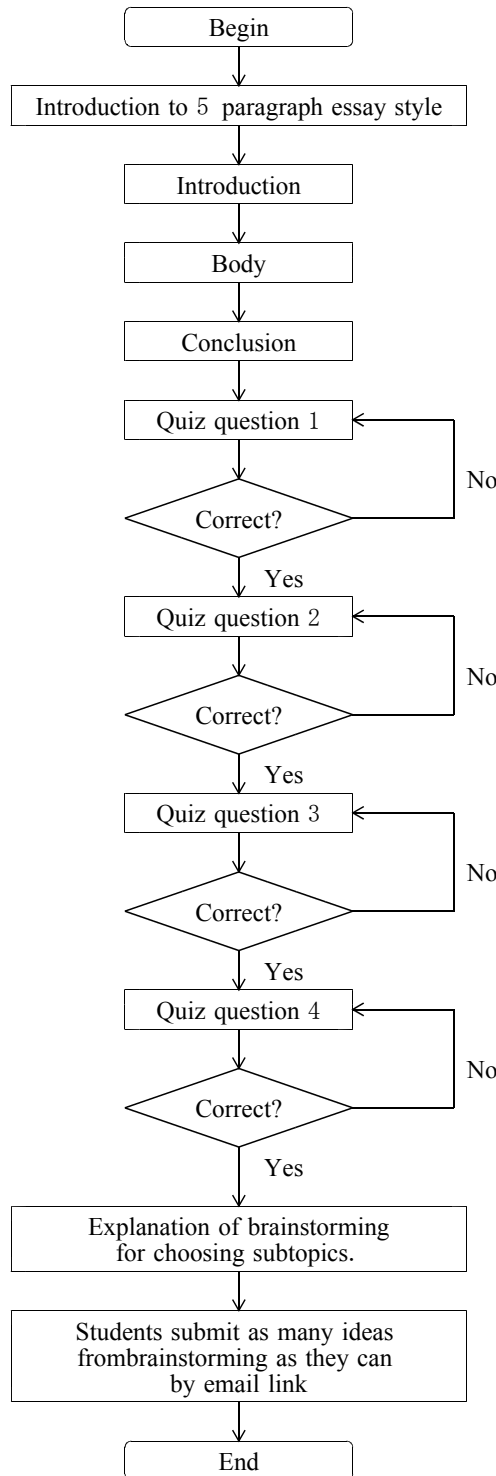 Begin
Introduction to 5 paragraph essay style
Introduction
Body
Conclusion
Quiz question 1
No
Correct?
Yes
Quiz question 2
No
Correct?
Yes
Quiz question 3
No
Correct?
Yes
Quiz question 4
No
Correct?
Yes
Explanation of brainstorming
for choosing subtopics.
Students submit as many ideas
frombrainstorming as they can
by email link
End